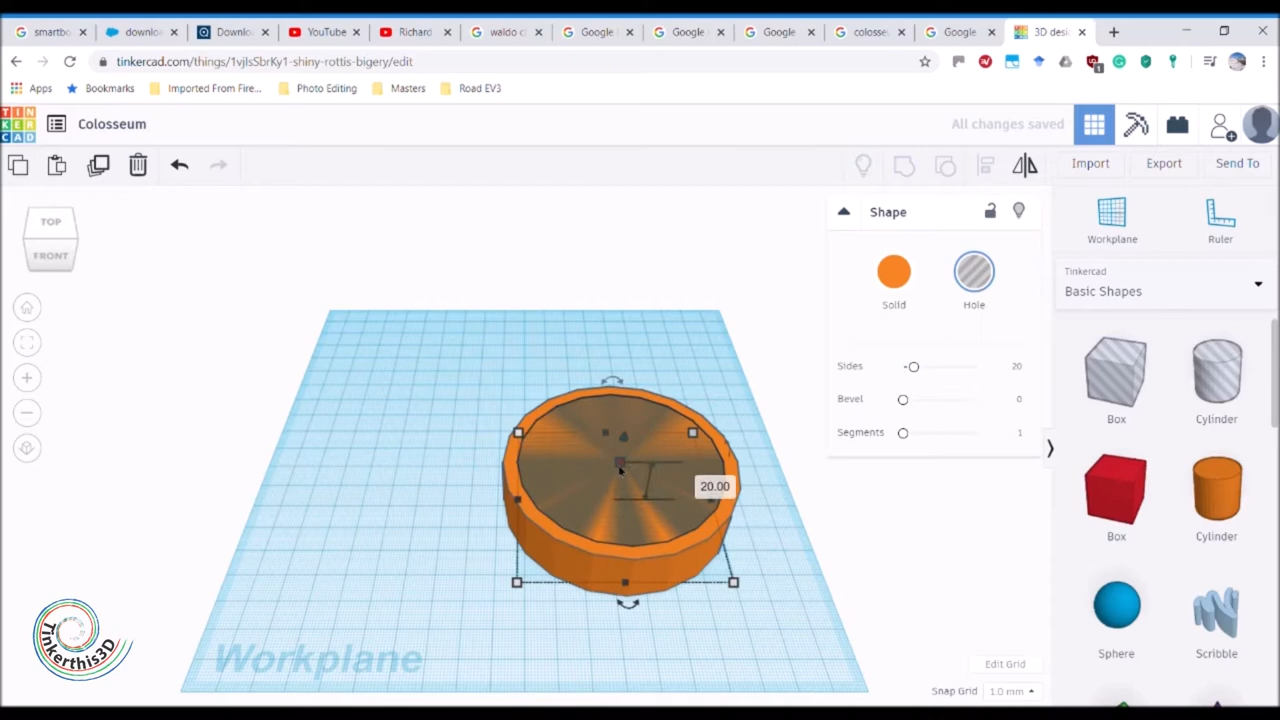 smartbo
downlo
Downlo
YouTube
Richard
waldo c
Google
Google
Google
colosse
Google
3D desi
tinkercad.com/things/1vjlsSbrKy1-shiny-rottis-bigery/edit
1
Apps
Bookmarks
Imported From Fire...
Photo Editing
Masters
Road EV3
TIN
KER
CAD
Colosseum
All changes saved
Import
Export
Send To
TOP
FRONT
Shape
Solid
Hole
Sides
20
Bevel
0
Segments
1
Workplane
Ruler
Tinkercad
Basic Shapes
Box
Cylinder
Box
Cylinder
Sphere
Scribble
20.00
Workplane
Edit Grid
Snap Grid 1.0 mm
Tinkerthis3D